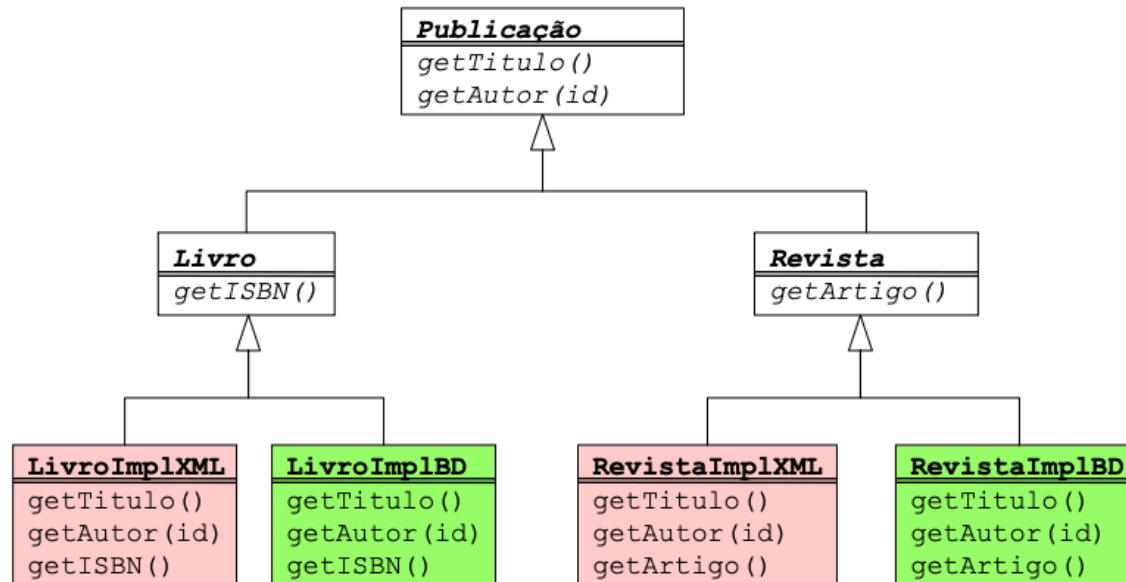 Publicação
getTitulo()
getAutor(id)
Livro
getISBN()
Revista
getArtigo()
LivroImplXML
getTitulo()
getAutor(id)
getISBN()
LivroImplBD
getTitulo()
getAutor(id)
getISBN()
RevistaImplXML
getTitulo()
getAutor(id)
getArtigo()
RevistaImplBD
getTitulo()
getAutor(id)
getArtigo()